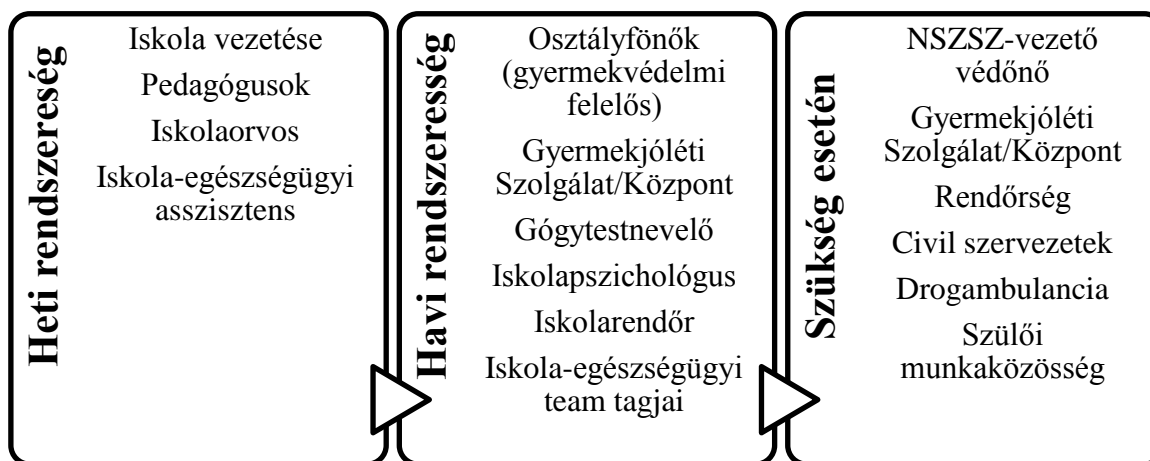 Heti rendszereség
Iskola vezetése
Pedagógusok
Iskolaorvos
Iskola-egészségügyi
asszisztens
Havi rendszeresség
Osztályfönők
(gyermekvédelmi
felelős)
Gyermekjóléti
Szolgálat/Központ
Gógytestnevelő
Iskolapszichológus
Iskolarendőr
Iskola-egészségügyi
team tagjai
Szükség esetén
NSZSZ-vezető
védőnő
Gyermekjóléti
Szolgálat/Központ
Rendőrség
Civil szervezetek
Drogambulancia
Szülői
munkaközösség